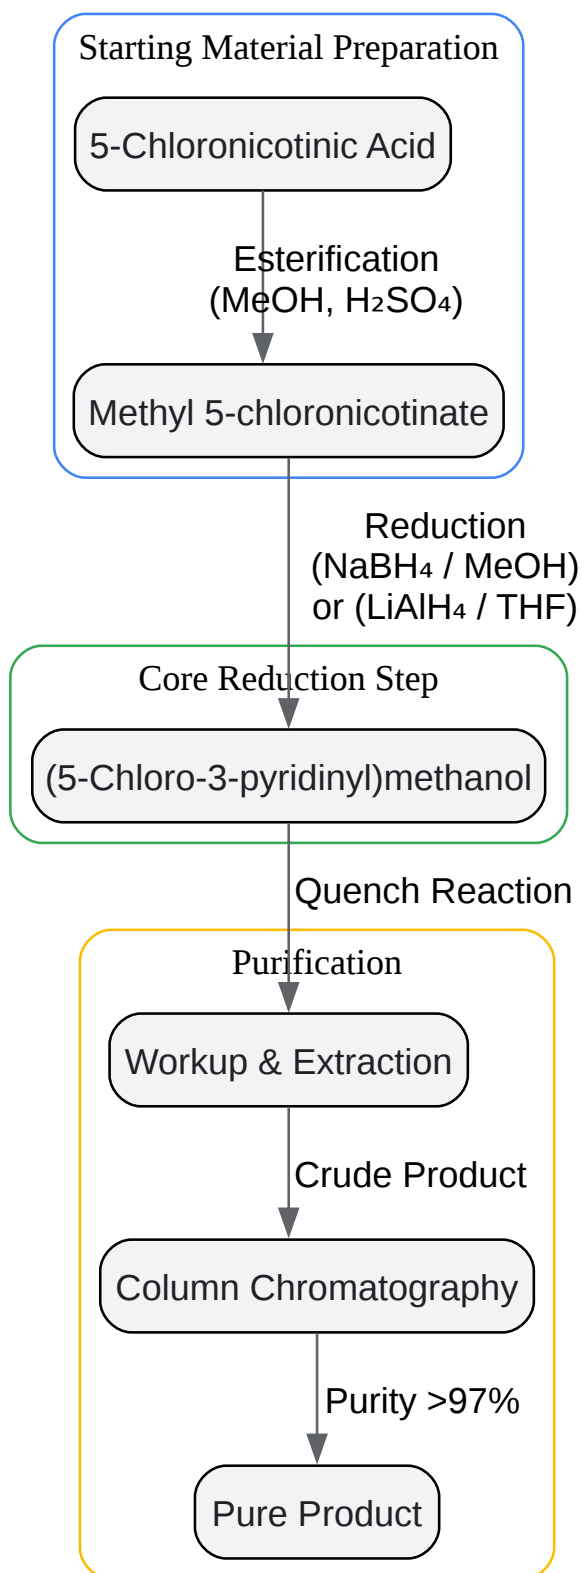 Starting Material Preparation
5-Chloronicotinic Acid
Esterification
(MeOH, H₂SO₄)
Methyl 5-chloronicotinate
Reduction
(NaBH₄ / MeOH)
or (LiAlH₄ / THF)
Core Reduction Step
(5-Chloro-3-pyridinyl)methanol
Quench Reaction
Purification
Workup & Extraction
Crude Product
Column Chromatography
Purity >97%
Pure Product